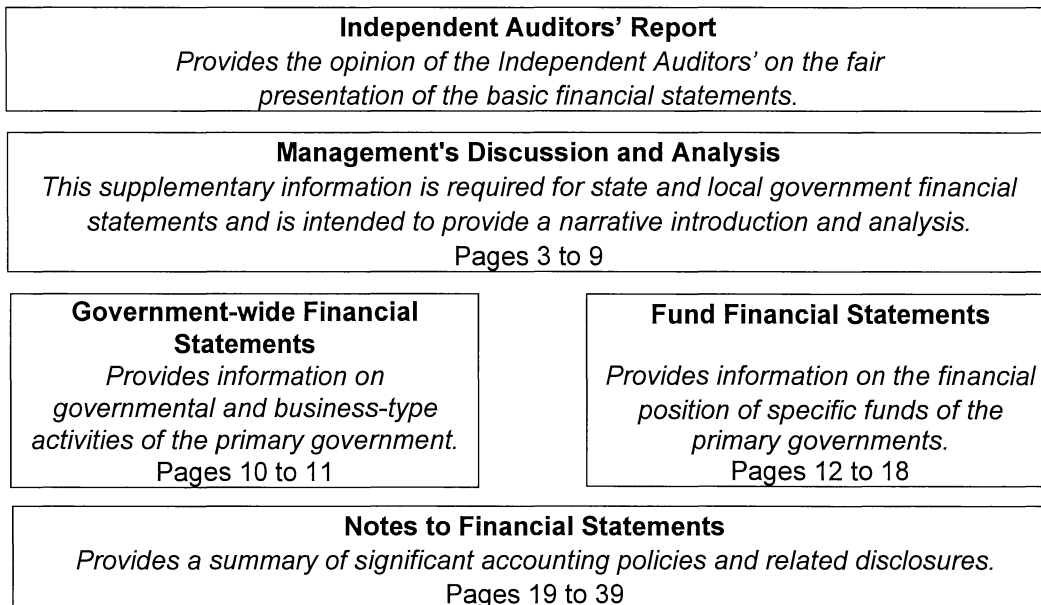 Independent Auditors' Report
Provides the opinion of the Independent Auditors' on the fair
presentation of the basic financial statements.
Management's Discussion and Analysis
This supplementary information is required for state and local government financial
statements and is intended to provide a narrative introduction and analysis.
Pages 3 to 9
Government-wide Financial
Statements
Provides information on
governmental and business-type
activities of the primary government.
Pages 10 to 11
Fund Financial Statements
Provides information on the financial
position of specific funds of the
primary governments.
Pages 12 to 18
Notes to Financial Statements
Provides a summary of significant accounting policies and related disclosures.
Pages 19 to 39